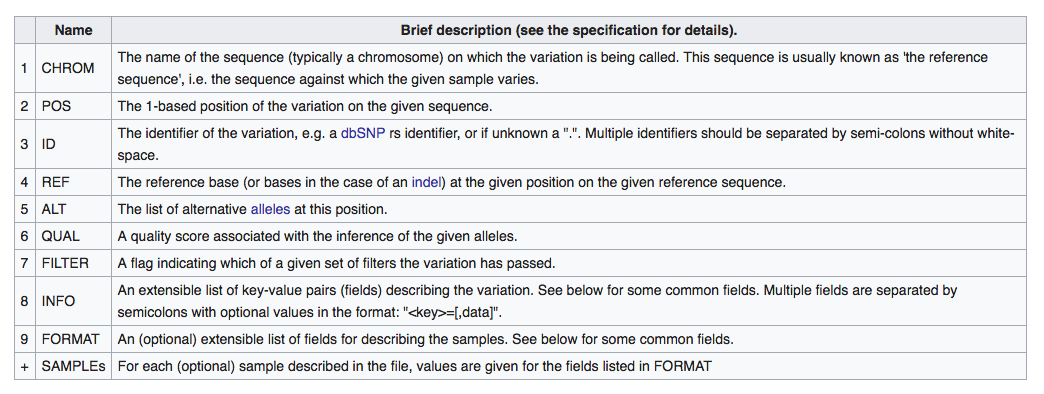 Name Brief description (see the specification for details).
1 CHROM The name of the sequence (typically a chromosome) on which the variation is being called. This sequence is usually known as 'the reference
sequence', i.e. the sequence against which the given sample varies.
2 POS The 1-based position of the variation on the given sequence.
3 ID The identifier of the variation, e.g. a dbSNP rs identifier, or if unknown a ".". Multiple identifiers should be separated by semi-colons without white-
space.
4 REF The reference base (or bases in the case of an indel) at the given position on the given reference sequence.
5 ALT The list of alternative alleles at this position.
6 QUAL A quality score associated with the inference of the given alleles.
7 FILTER A flag indicating which of a given set of filters the variation has passed.
8 INFO An extensible list of key-value pairs (fields) describing the variation. See below for some common fields. Multiple fields are separated by
semicolons with optional values in the format: "<key>=[,data]".
9 FORMAT An (optional) extensible list of fields for describing the samples. See below for some common fields.
+ SAMPLEs For each (optional) sample described in the file, values are given for the fields listed in FORMAT